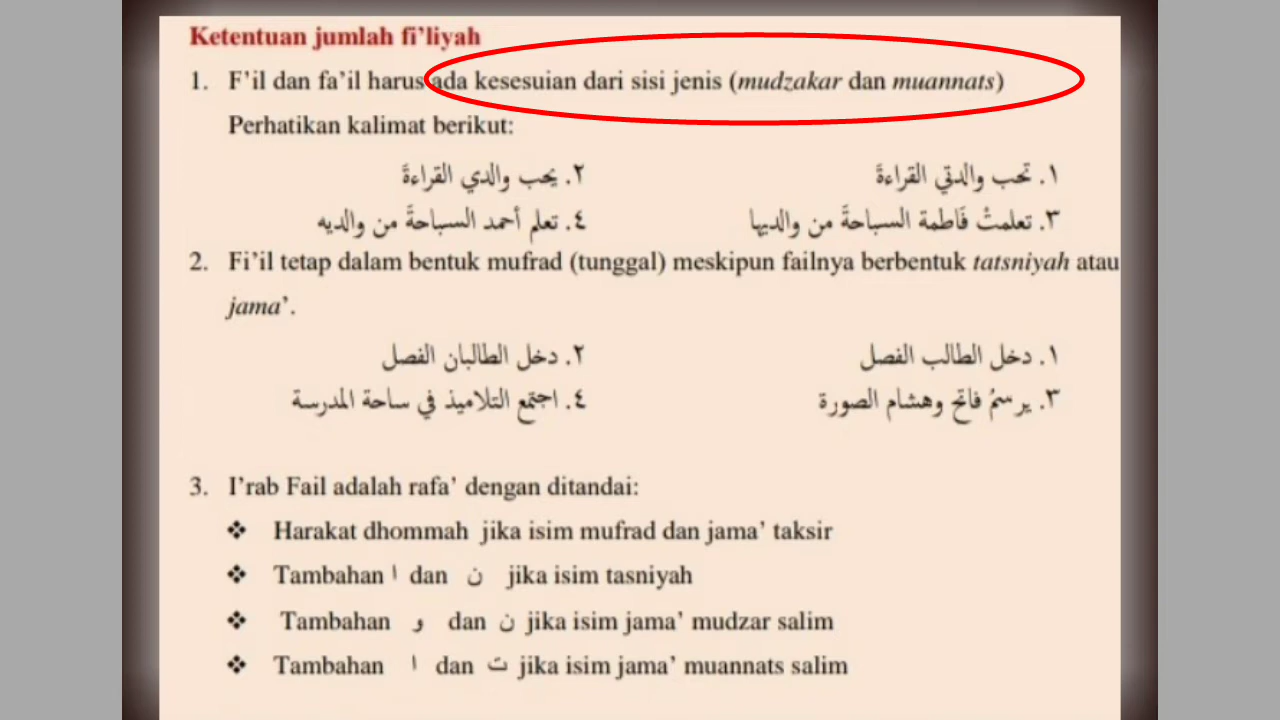 Ketentuan jumlah fi’liyah
1. F’il dan fa’il harus ada kesesuian dari sisi jenis (mudzakar dan muannats)
Perhatikan kalimat berikut:
١. تحب والدتي القراءةَ ٢. يحب والدي القراءةَ
٣. تعلمتْ فَاطمة السباحةَ من والديها ٤. تعلم أحمد السباحةَ من والديه
2. Fi’il tetap dalam bentuk mufrad (tunggal) meskipun failnya berbentuk tatsniyah atau
jama’.
١. دخل الطالب الفصل ٢. دخل الطالبان الفصل
٣. يرسمُ فاتح وهشام الصورة ٤. اجتمع التلاميذ في ساحة المدرسة
3. I’rab Fail adalah rafa’ dengan ditandai:
❖ Harakat dhommah jika isim mufrad dan jama’ taksir
❖ Tambahan ا dan ن jika isim tasniyah
❖ Tambahan و dan ن jika isim jama’ mudzar salim
❖ Tambahan ا dan ت jika isim jama’ muannats salim